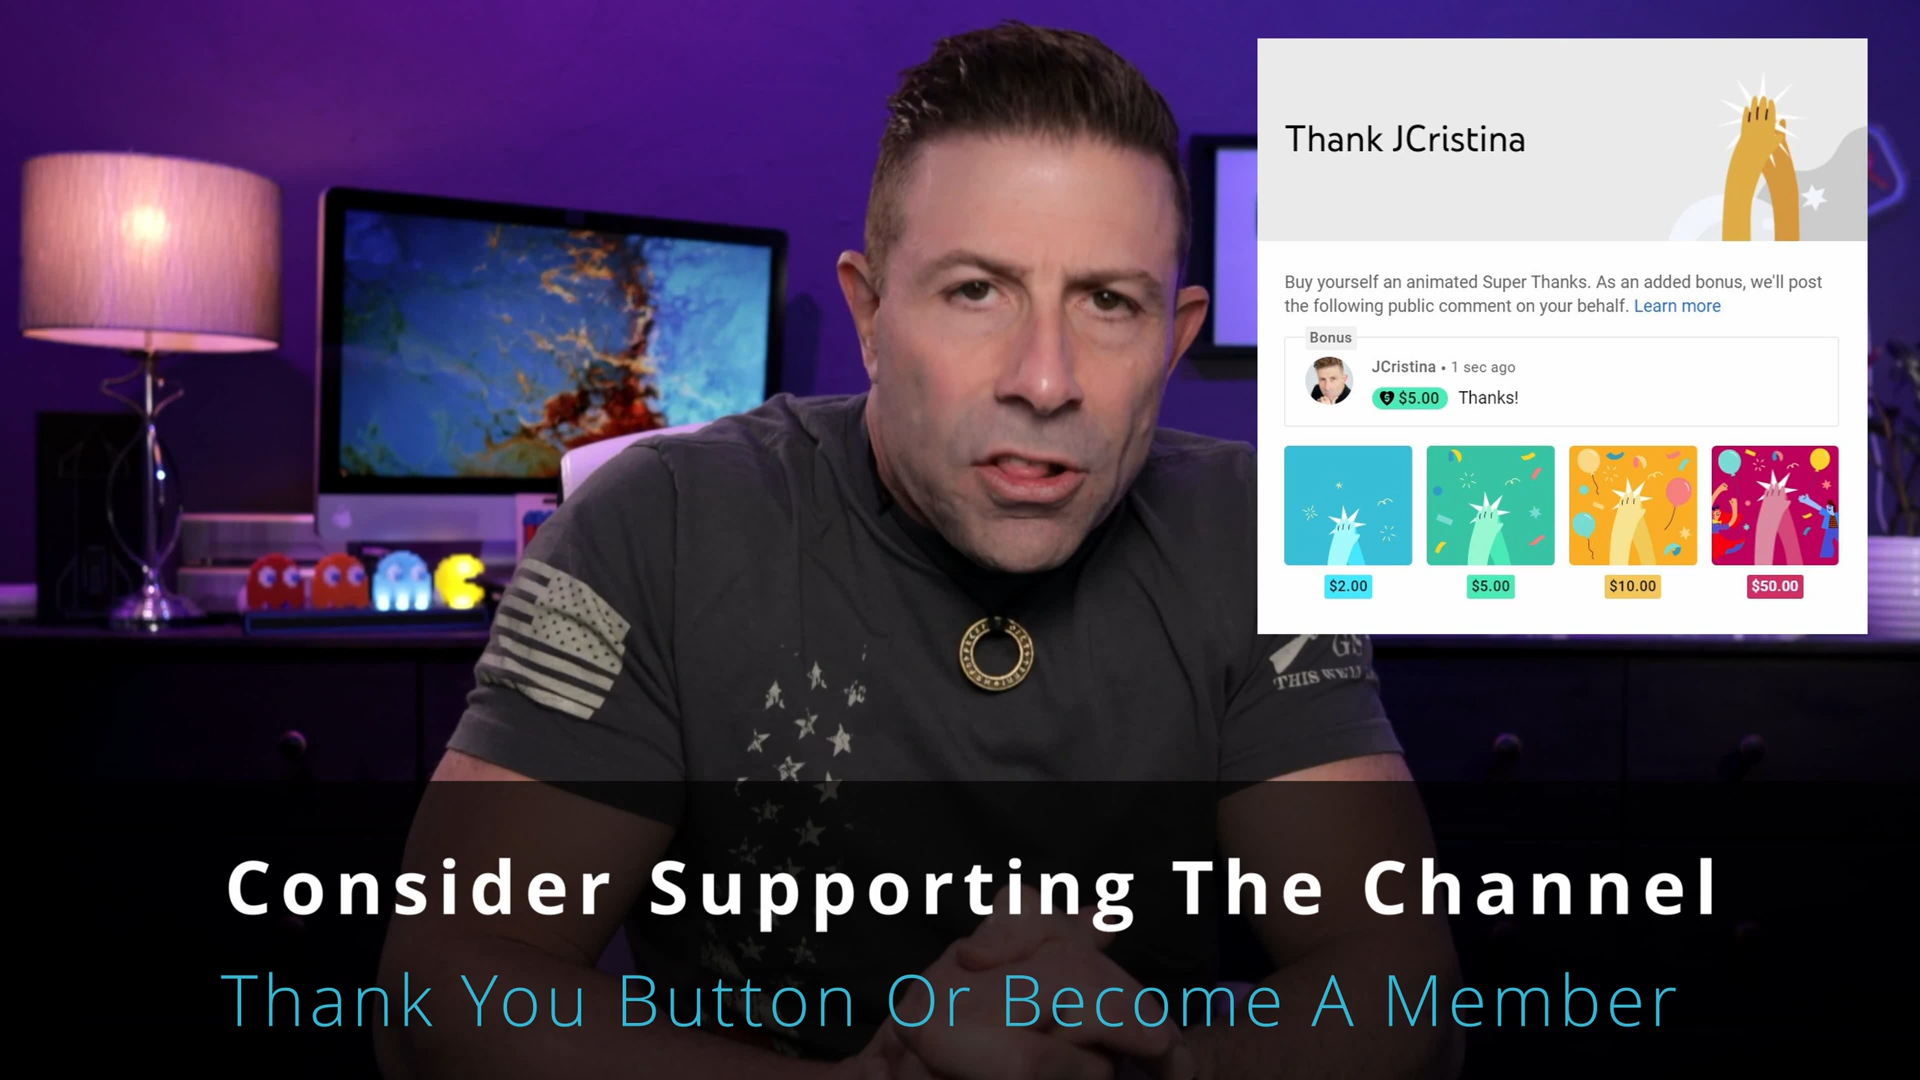 Thank JCristina
Buy yourself an animated Super Thanks. As an added bonus, we'll post
the following public comment on your behalf. Learn more
Bonus
JCristina • 1 sec ago
$5.00 Thanks!
$2.00 $5.00 $10.00 $50.00
THIS
Consider Supporting The Channel
Thank You Button Or Become A Member